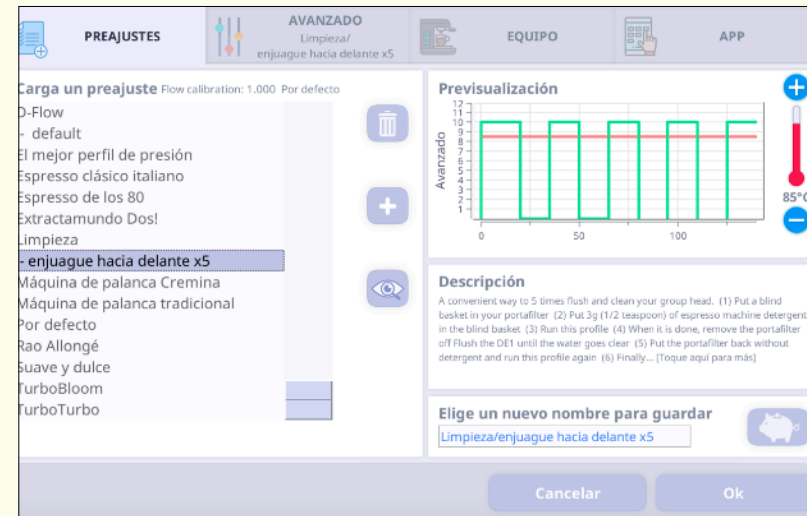 PREAJUSTES
AVANZADO
Limpieza/
enjuague hacia delante x5
EQUIPO
APP
Carga un preajuste Flow calibration: 1.000 Por defecto
D-Flow
- default
El mejor perfil de presión
Espresso clásico italiano
Espresso de los 80
Extractamundo Dos!
Limpieza
- enjuague hacia delante x5
Máquina de palanca Cremina
Máquina de palanca tradicional
Por defecto
Rao Allongé
Suave y dulce
TurboBloom
TurboTurbo
Previsualización
Avanzado
12
11
10
9
8
7
6
5
4
3
2
1
0 50 100
85°C
Descripción
A convenient way to 5 times flush and clean your group head. (1) Put a blind
basket in your portafilter (2) Put 3g (1/2 teaspoon) of espresso machine detergent
in the blind basket (3) Run this profile (4) When it is done, remove the portafilter
off Flush the DE1 until the water goes clear (5) Put the portafilter back without
detergent and run this profile again (6) Finally... [Toque aquí para más]
Elige un nuevo nombre para guardar
Limpieza/enjuague hacia delante x5
Cancelar
Ok